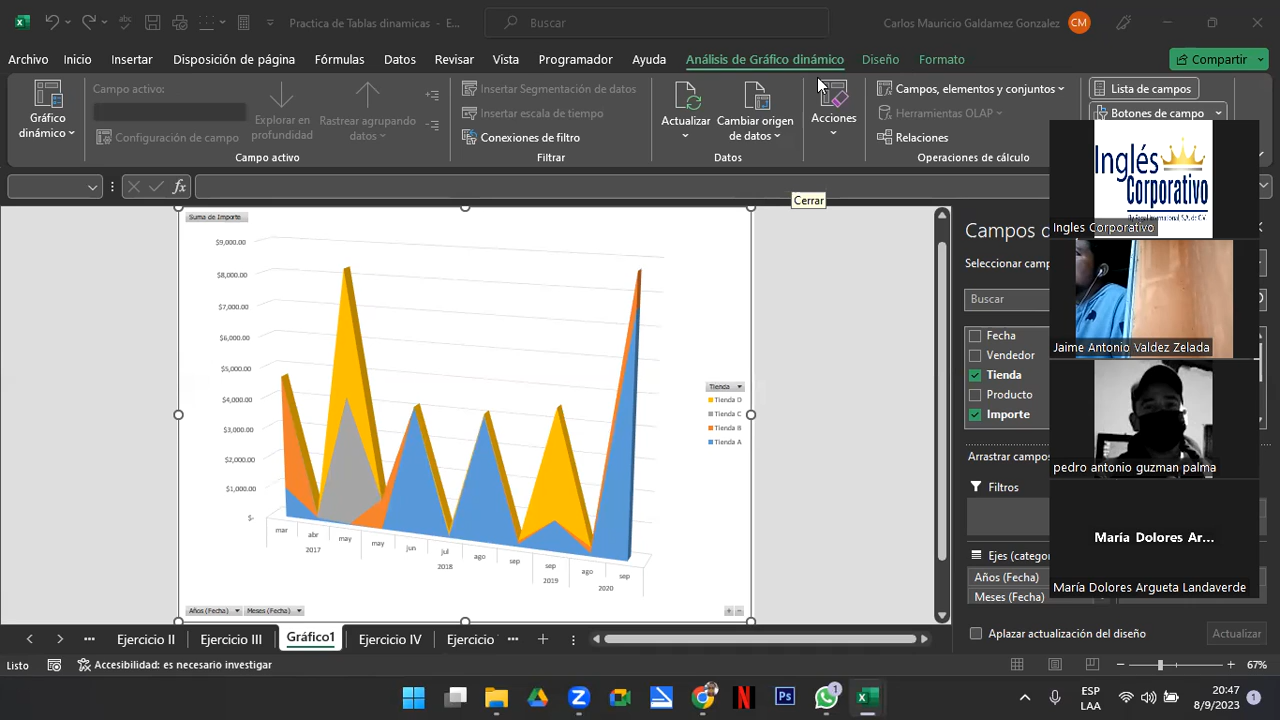 Practica de Tablas dinamicas - E...
Buscar
Carlos Mauricio Galdamez Gonzalez
CM
Archivo
Inicio
Insertar
Disposición de página
Fórmulas
Datos
Revisar
Vista
Programador
Ayuda
Análisis de Gráfico dinámico
Diseño
Formato
Compartir
Gráfico dinámico
Campo activo:
Configuración de campo
Explorar en profundidad
Rastrear agrupando datos
Campo activo
Insertar Segmentación de datos
Insertar escala de tiempo
Conexiones de filtro
Filtrar
Actualizar
Cambiar origen de datos
Datos
Acciones
Campos, elementos y conjuntos
Herramientas OLAP
Relaciones
Operaciones de cálculo
Lista de campos
Botones de campo
fx
Cerrar
Suma de Importe
$9,000.00
$8,000.00
$7,000.00
$6,000.00
$5,000.00
$4,000.00
$3,000.00
$2,000.00
$1,000.00
$-
mar
abr
may
may
jun
jul
ago
sep
sep
ago
sep
2017
2018
2019
2020
Tienda
Tienda D
Tienda C
Tienda B
Tienda A
Años (Fecha)
Meses (Fecha)
Campos d
Seleccionar camp
Buscar
Fecha
Vendedor
Tienda
Producto
Importe
Arrastrar campos
Filtros
Ejes (catego
Años (Fecha)
Meses (Fecha)
Aplazar actualización del diseño
Actualizar
Inglés
Corporativo
Ingles Corporativo
Jaime Antonio Valdez Zelada
pedro antonio guzman palma
María Dolores Ar...
María Dolores Argueta Landaverde
Ejercicio II
Ejercicio III
Gráfico1
Ejercicio IV
Ejercicio
Listo
Accesibilidad: es necesario investigar
67%
ESP
LAA
20:47
8/9/2023
1